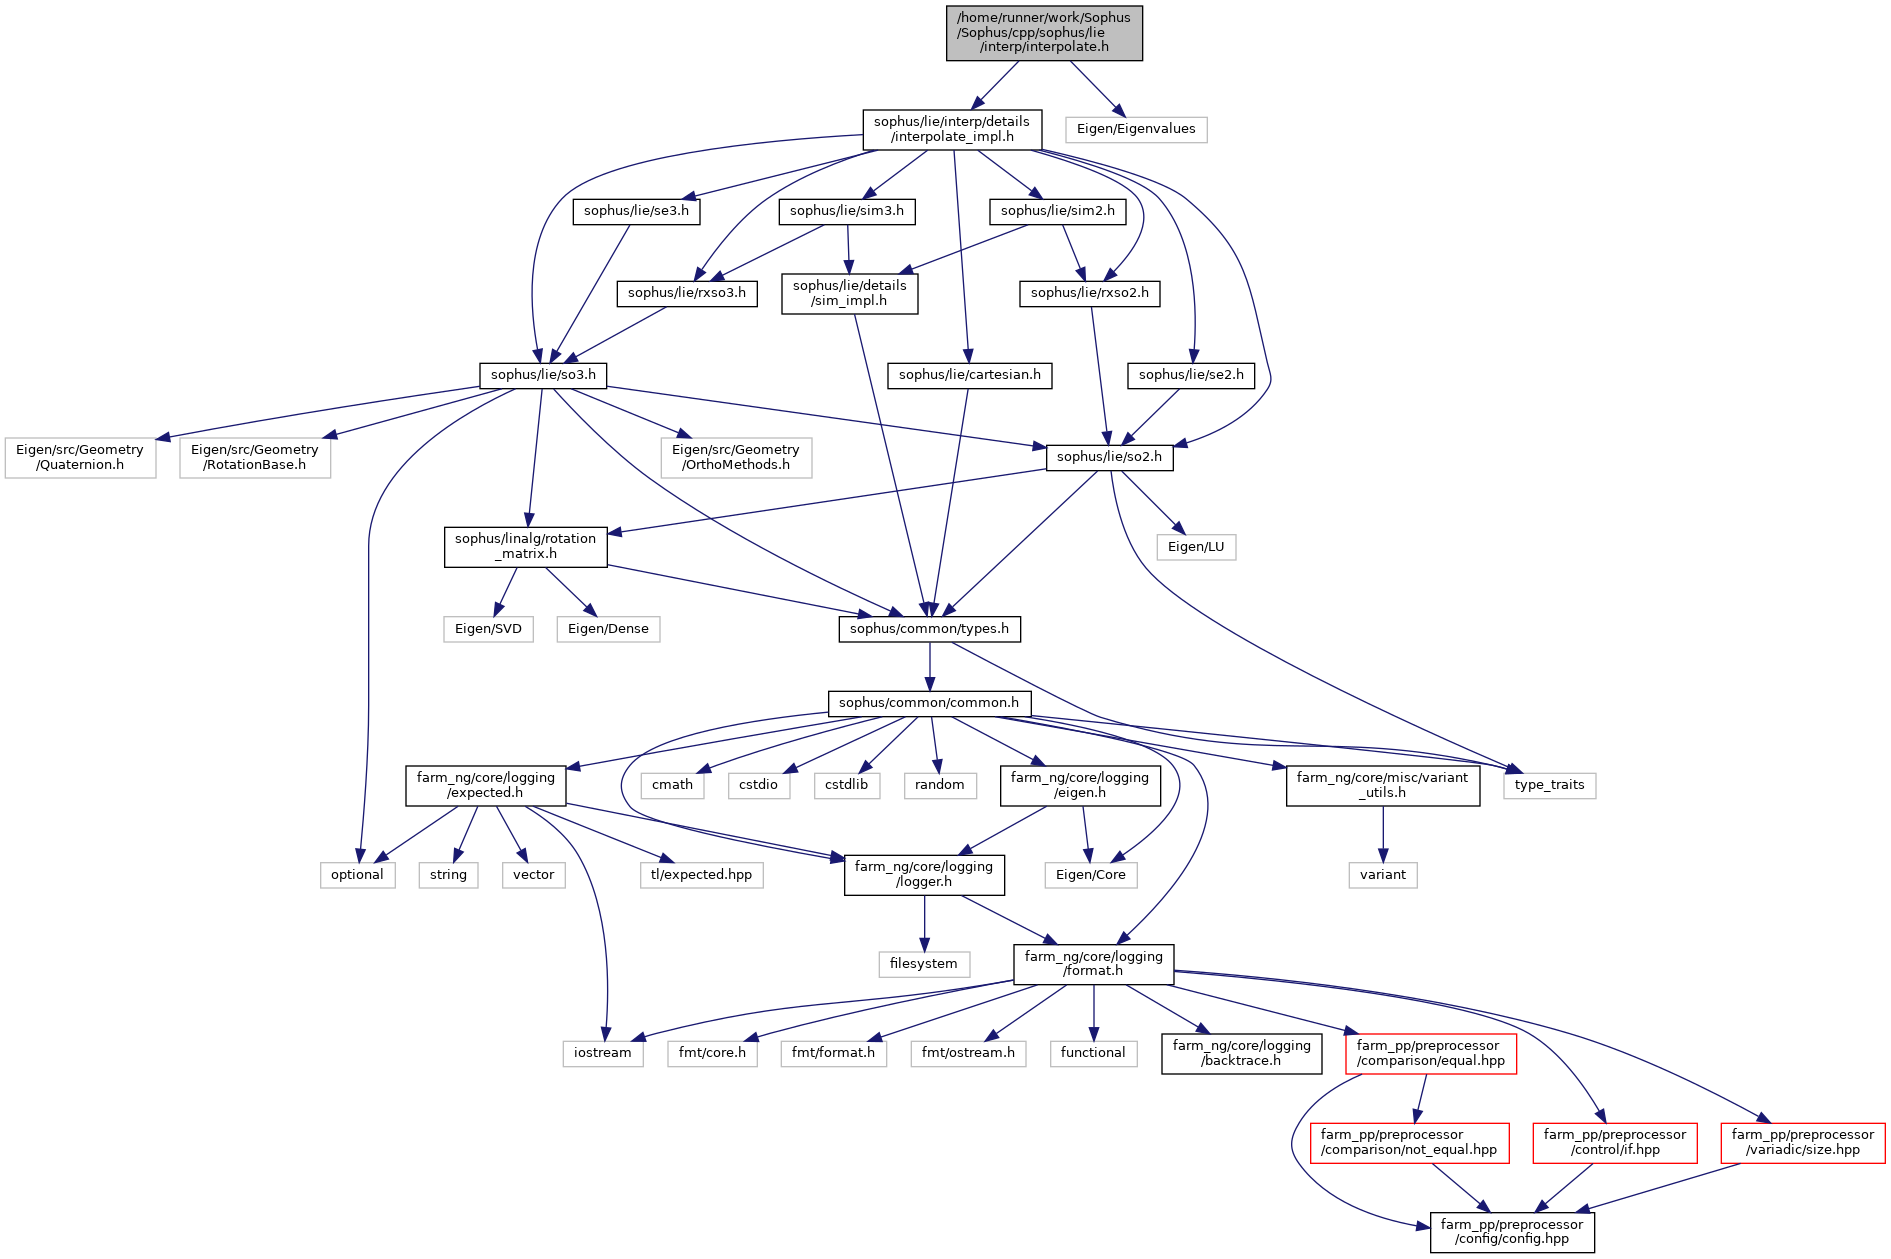 /home/runner/work/Sophus
/Sophus/cpp/sophus/lie
/interp/interpolate.h
sophus/lie/interp/details
/interpolate_impl.h
Eigen/Eigenvalues
sophus/lie/se3.h
sophus/lie/sim3.h
sophus/lie/sim2.h
sophus/lie/rxso3.h
sophus/lie/details
/sim_impl.h
sophus/lie/rxso2.h
sophus/lie/so3.h
sophus/lie/cartesian.h
sophus/lie/se2.h
Eigen/src/Geometry
/Quaternion.h
Eigen/src/Geometry
/RotationBase.h
Eigen/src/Geometry
/OrthoMethods.h
sophus/lie/so2.h
sophus/linalg/rotation
_matrix.h
Eigen/LU
Eigen/SVD
Eigen/Dense
sophus/common/types.h
sophus/common/common.h
farm_ng/core/logging
/expected.h
cmath
cstdio
cstdlib
random
farm_ng/core/logging
/eigen.h
farm_ng/core/misc/variant
_utils.h
type_traits
optional
string
vector
tl/expected.hpp
farm_ng/core/logging
/logger.h
Eigen/Core
variant
filesystem
farm_ng/core/logging
/format.h
iostream
fmt/core.h
fmt/format.h
fmt/ostream.h
functional
farm_ng/core/logging
/backtrace.h
farm_pp/preprocessor
/comparison/equal.hpp
farm_pp/preprocessor
/comparison/not_equal.hpp
farm_pp/preprocessor
/control/if.hpp
farm_pp/preprocessor
/variadic/size.hpp
farm_pp/preprocessor
/config/config.hpp